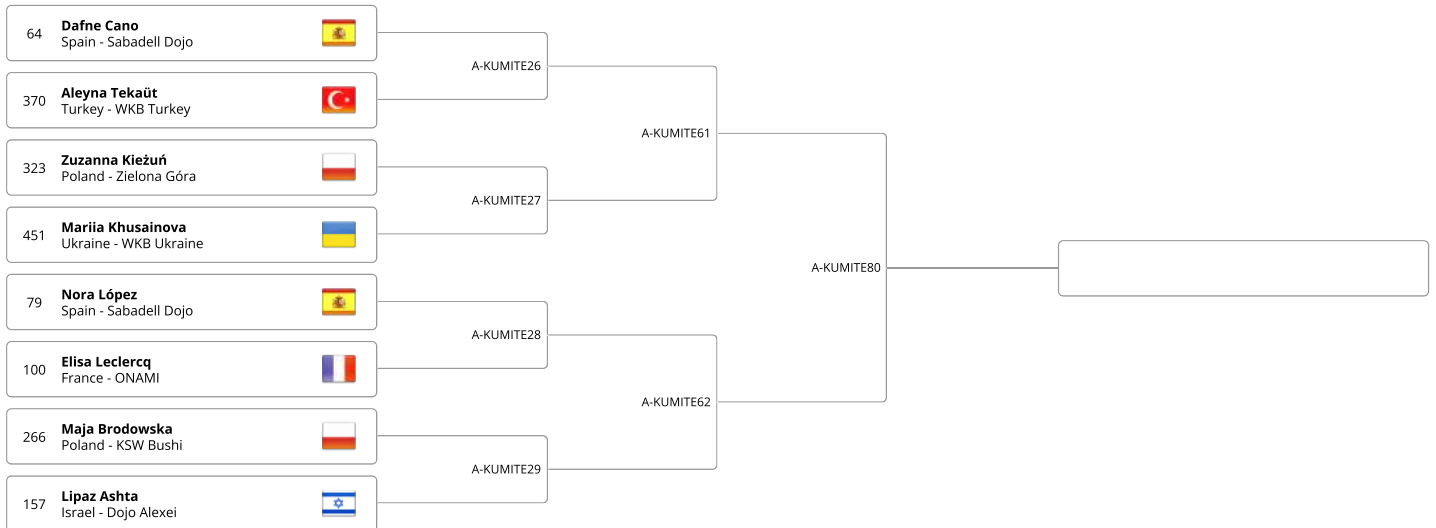 64
Dafne Cano
Spain - Sabadell Dojo
370
Aleyna Tekaüt
Turkey - WKB Turkey
A-KUMITE26
323
Zuzanna Kieżuń
Poland - Zielona Góra
451
Mariia Khusainova
Ukraine - WKB Ukraine
A-KUMITE27
A-KUMITE61
79
Nora López
Spain - Sabadell Dojo
100
Elisa Leclercq
France - ONAMI
A-KUMITE28
266
Maja Brodowska
Poland - KSW Bushi
157
Lipaz Ashta
Israel - Dojo Alexei
A-KUMITE29
A-KUMITE62
A-KUMITE80